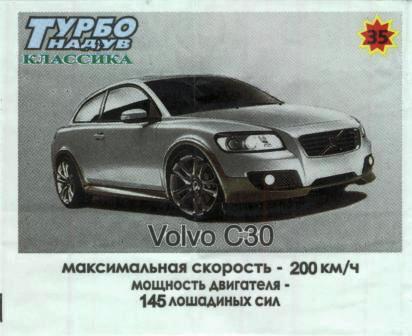 ТУРБО
НАДУВ
КЛАССИКА
35
Volvo C30
максимальная скорость - 200 км/ч
мощность двигателя -
145 лошадиных сил